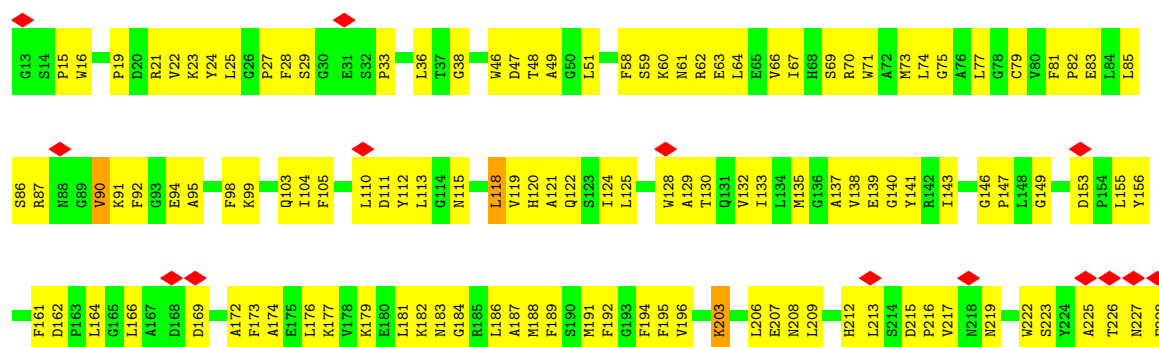 G13 S14 P15 W16 P19 D20 R21 V22 K23 Y24 L25 G26 P27 F28 S29 G30 E31 S32 P33 L36 T37 G38 W46 D47 T48 A49 G50 L51 F58 S59 K60 N61 R62 E63 L64 E65 V66 I67 H68 S69 R70 W71 A72 M73 L74 G75 A76 L77 G78 C79 V80 F81 P82 E83 L84 L85
S86 R87 N88 G89 V90 K91 F92 G93 E94 A95 F98 K99 Q103 I104 F105 L110 D111 Y112 L113 G114 N115 L118 V119 H120 A121 Q122 S123 I124 L125 W128 A129 T130 Q131 V132 I133 L134 M135 G136 A137 V138 E139 G140 Y141 R142 I143 G146 P147 L148 G149 D153 P154 L155 Y156
F161 D162 P163 L164 G165 L166 A167 D168 D169 A172 F173 A174 E175 L176 K177 V178 K179 E180 L181 K182 N183 G184 R185 L186 A187 M188 F189 S190 M191 F192 G193 F194 F195 V196 K203 L206 E207 N208 L209 H212 L213 S214 D215 P216 V217 N218 N219 W222 S223 Y224 A225 T226 N227